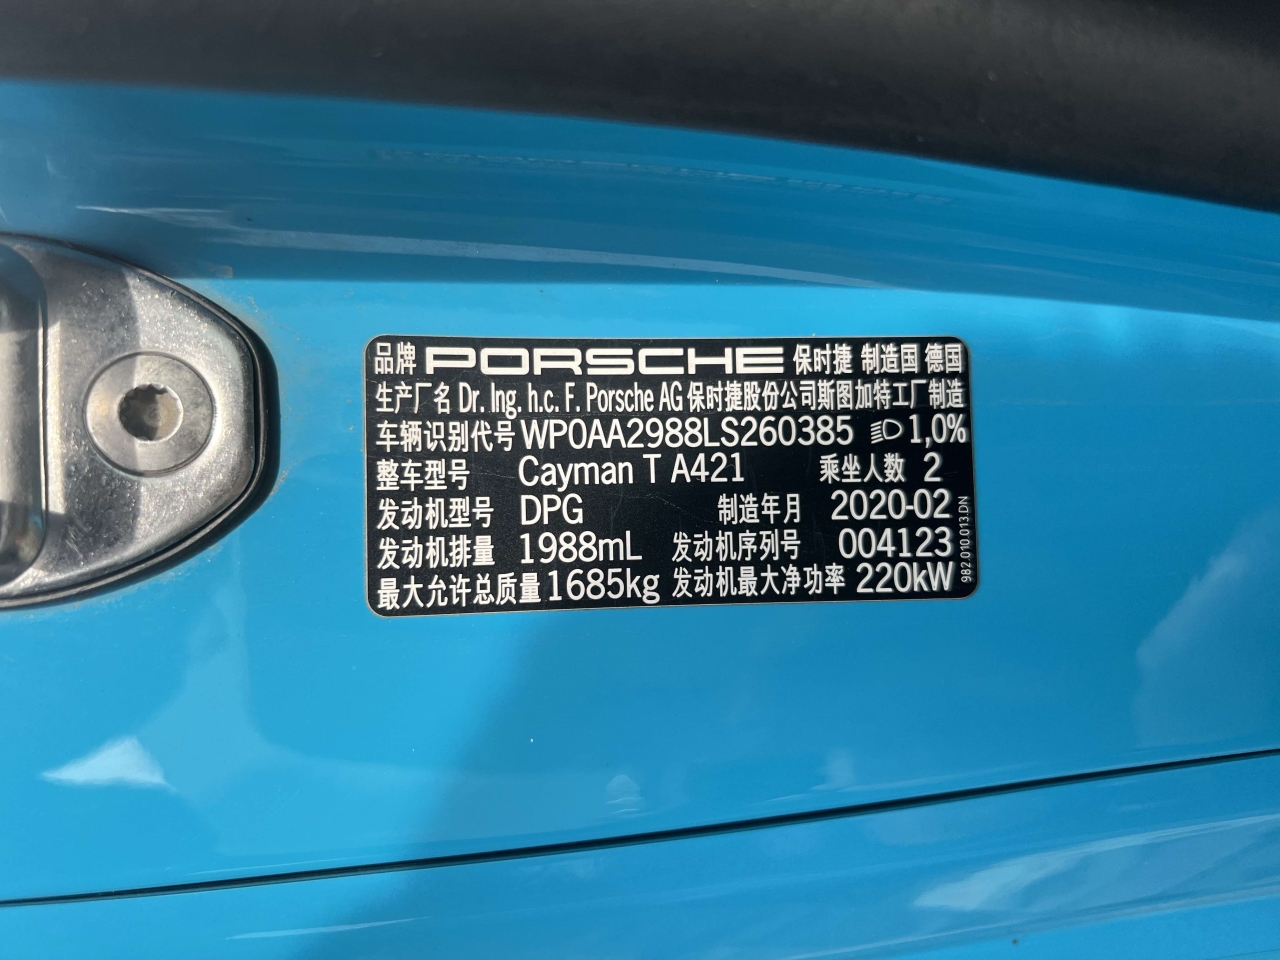 品牌 PORSCHE 保时捷 制造国 德国
生产厂名 Dr. Ing. h.c. F. Porsche AG 保时捷股份公司斯图加特工厂制造
车辆识别代号 WP0AA2988LS260385 1,0%
整车型号 Cayman T A421 乘坐人数 2
发动机型号 DPG 制造年月 2020-02
发动机排量 1988mL 发动机序列号 004123
最大允许总质量 1685kg 发动机最大净功率 220kW
982.010.013.DN